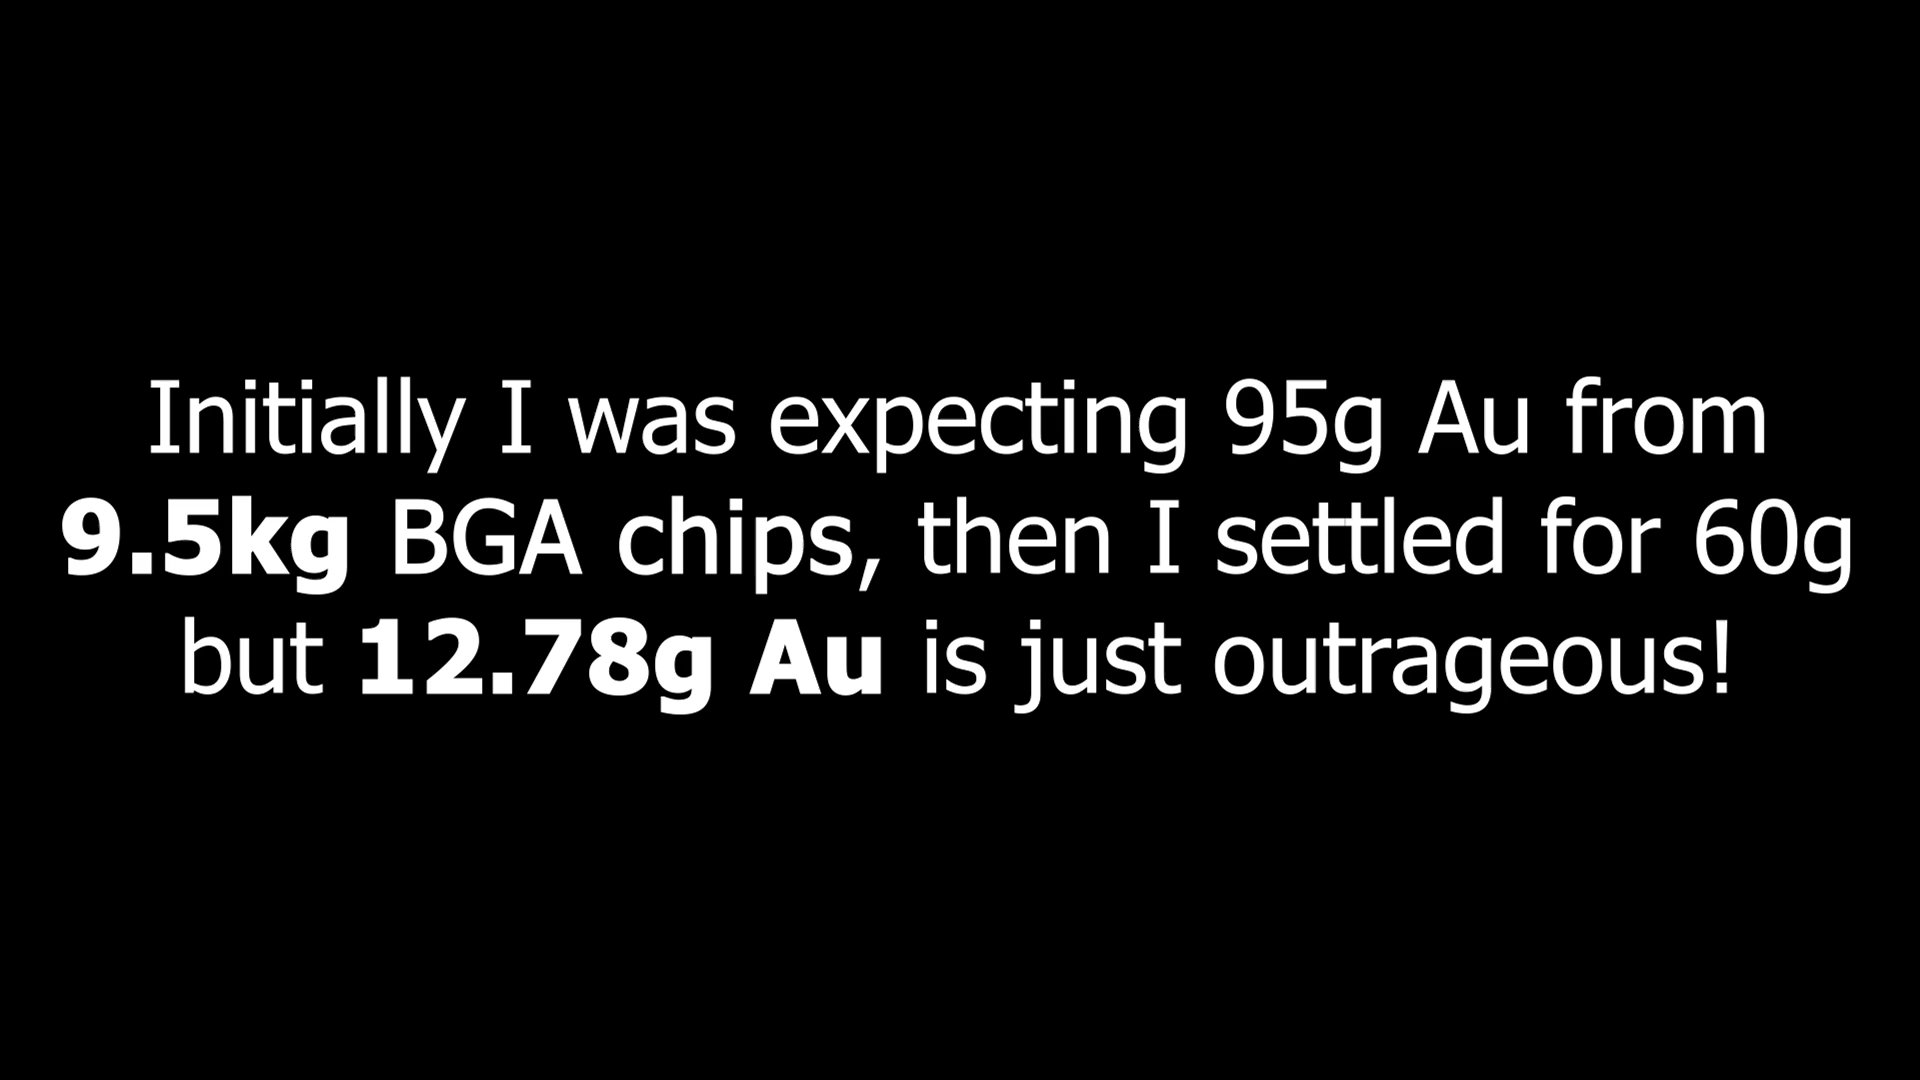 Initially I was expecting 95g Au from
9.5kg BGA chips, then I settled for 60g
but 12.78g Au is just outrageous!